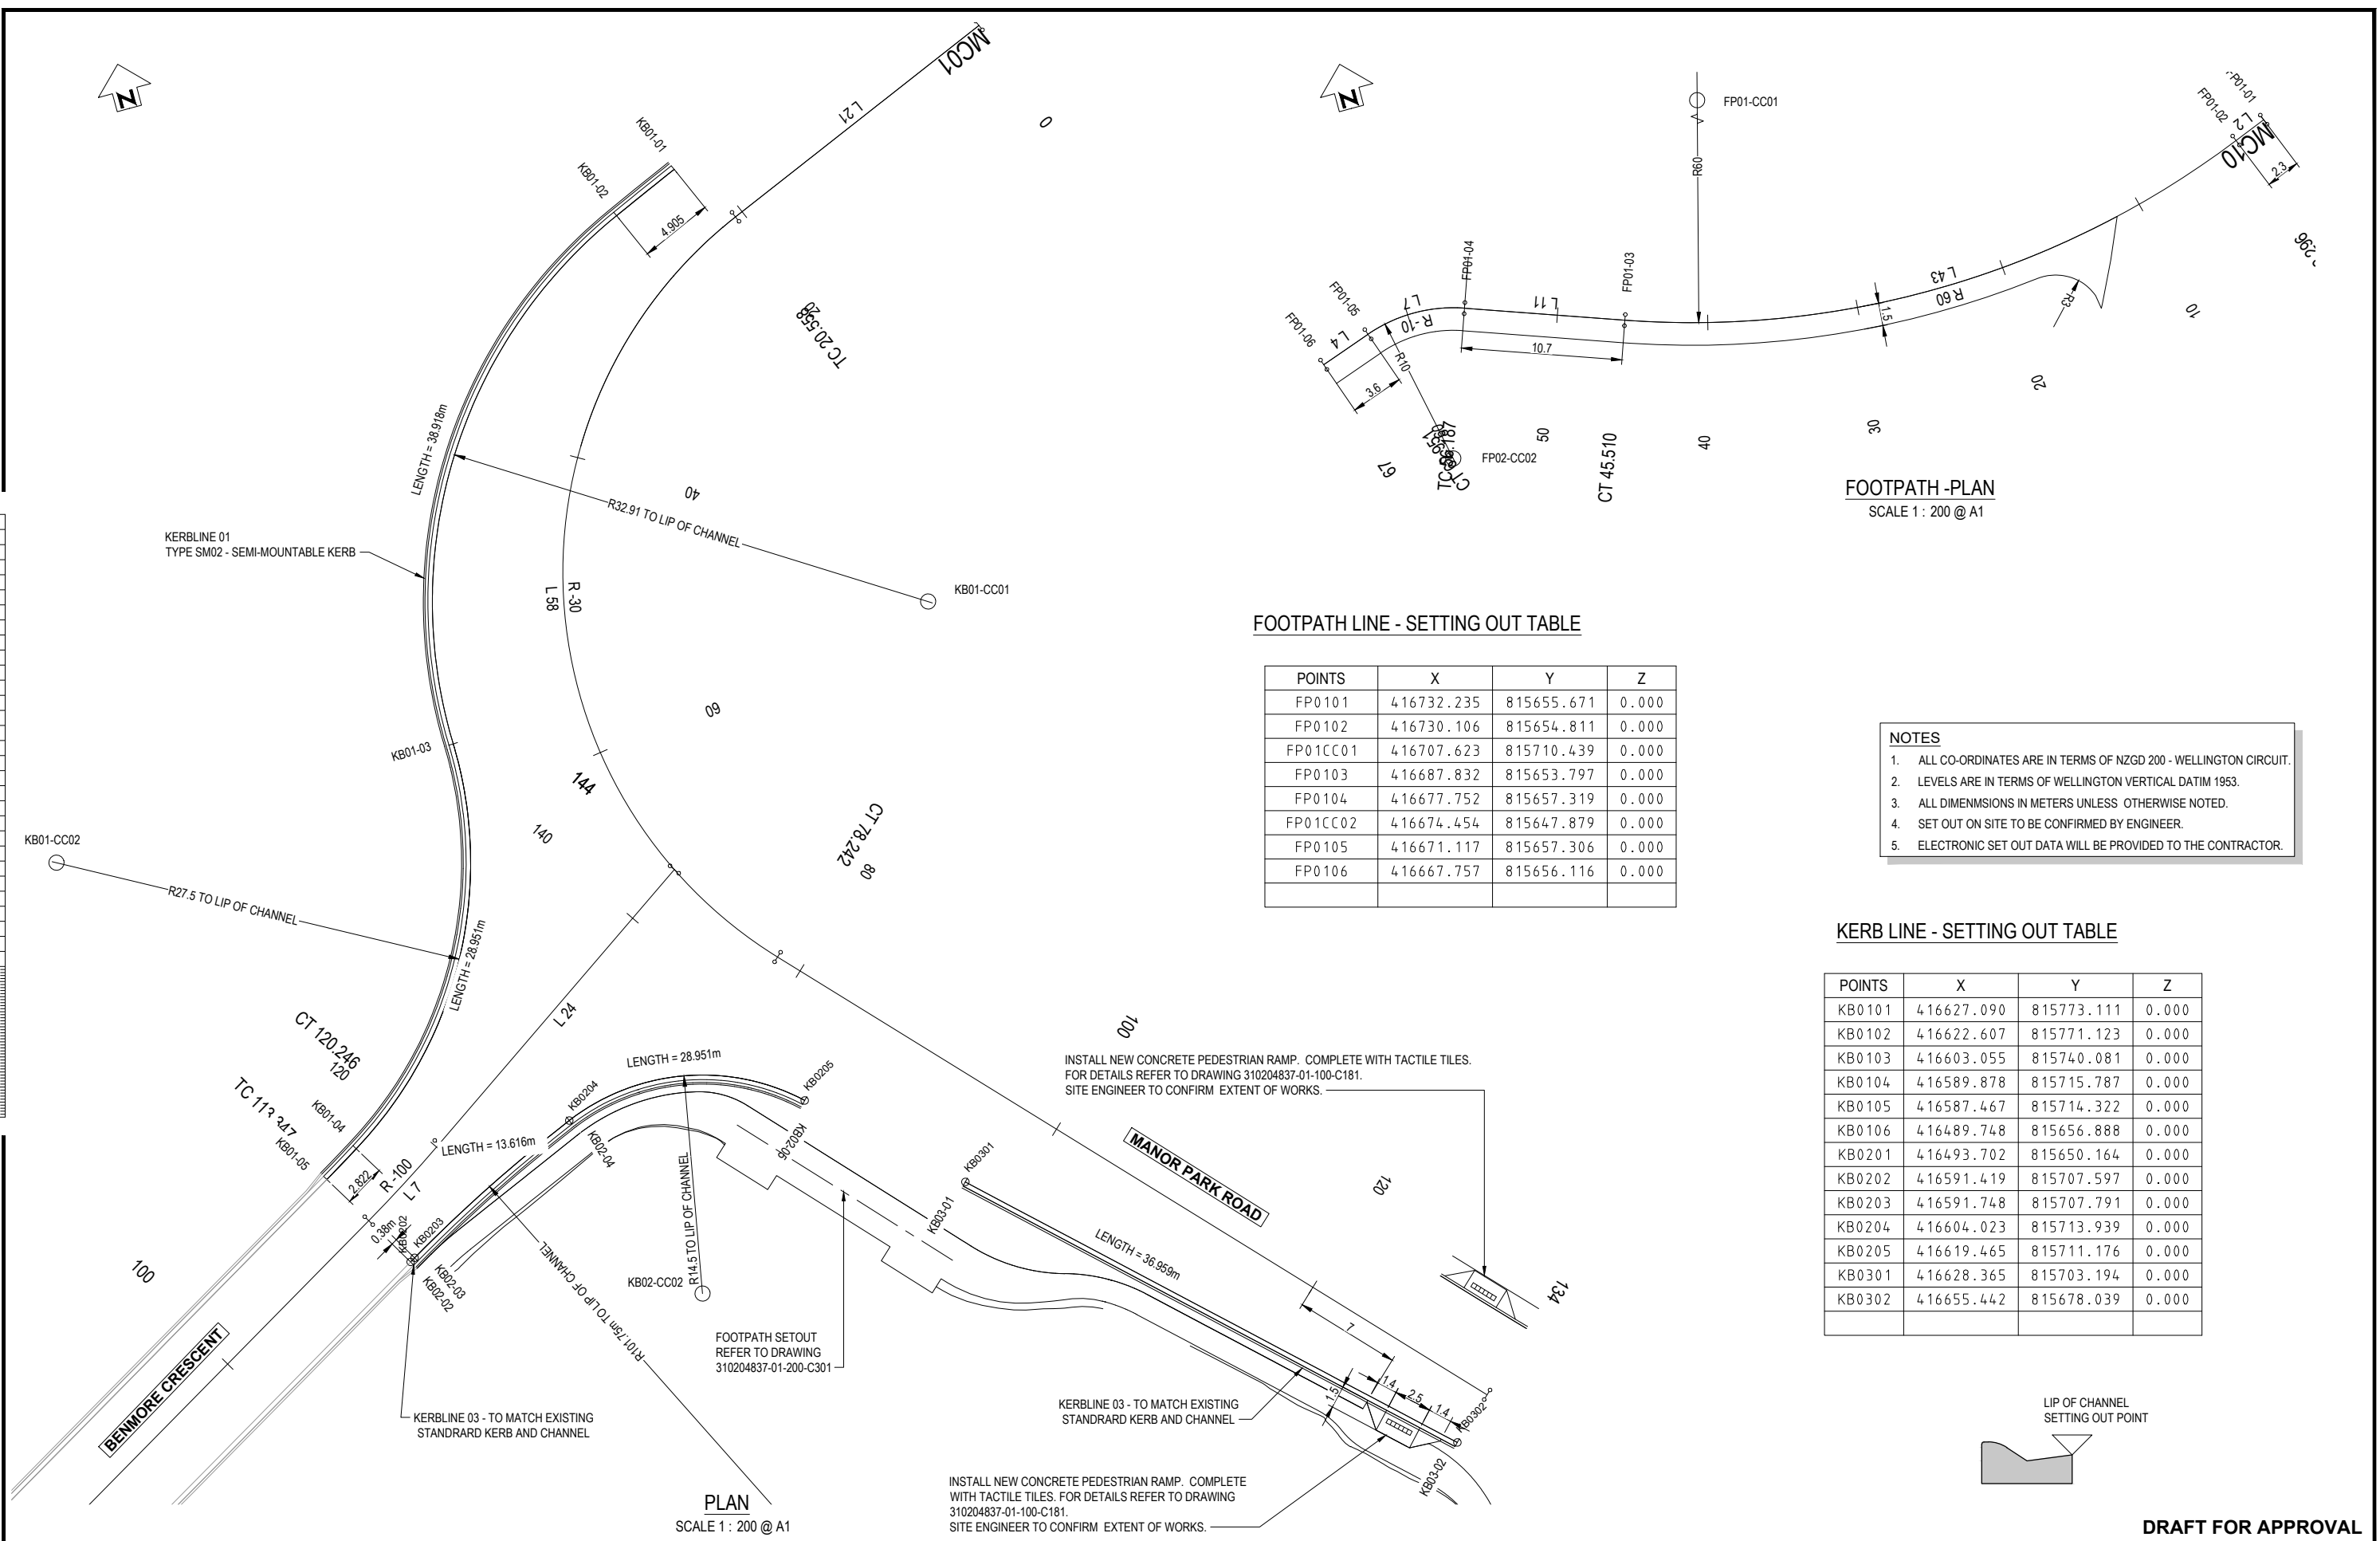 N
MC01
L 21
0
KB01-01
KB01-02
4.905
20
TC 20.558
LENGTH = 38.918m
40
R32.91 TO LIP OF CHANNEL
KERBLINE 01
TYPE SM02 - SEMI-MOUNTABLE KERB
KB01-CC01
R -30
L 58
60
KB01-03
144
140
CT 78.242
80
KB01-CC02
R27.5 TO LIP OF CHANNEL
LENGTH = 28.951m
CT 120.246
120
L 24
100
TC 113.347
KB01-04
KB01-05
2.822
R -100
L 7
LENGTH = 28.951m
KB0204
KB0205
LENGTH = 13.616m
KB02-04
KB02-05
0.38m
KB0202
KB0203
KB02-03
KB02-02
100
R101.75m TO LIP OF CHANNEL
R14.5 TO LIP OF CHANNEL
KB02-CC02
INSTALL NEW CONCRETE PEDESTRIAN RAMP. COMPLETE WITH TACTILE TILES.
FOR DETAILS REFER TO DRAWING 310204837-01-100-C181.
SITE ENGINEER TO CONFIRM EXTENT OF WORKS.
KB0301
MANOR PARK ROAD
120
KB03-01
LENGTH = 36.959m
134
7
1.5
1.4
2.5
1.4
KB0302
KB03-02
FOOTPATH SETOUT
REFER TO DRAWING
310204837-01-200-C301
BENMORE CRESCENT
KERBLINE 03 - TO MATCH EXISTING
STANDRARD KERB AND CHANNEL
KERBLINE 03 - TO MATCH EXISTING
STANDRARD KERB AND CHANNEL
INSTALL NEW CONCRETE PEDESTRIAN RAMP. COMPLETE
WITH TACTILE TILES. FOR DETAILS REFER TO DRAWING
310204837-01-100-C181.
SITE ENGINEER TO CONFIRM EXTENT OF WORKS.
PLAN
SCALE 1 : 200 @ A1
N
FP01-CC01
R60
FP01-02
L 2
MC10
2.3
FP01-04
FP01-03
FP01-05
FP01-06
L 4
L 7
R -10
R10
3.6
L 11
10.7
L 43
R 60
1.5
R3
10
20
30
40
CT 45.510
50
67
FP02-CC02
FOOTPATH -PLAN
SCALE 1 : 200 @ A1
FOOTPATH LINE - SETTING OUT TABLE
POINTS X Y Z
FP0101 416732.235 815655.671 0.000
FP0102 416730.106 815654.811 0.000
FP01CC01 416707.623 815710.439 0.000
FP0103 416687.832 815653.797 0.000
FP0104 416677.752 815657.319 0.000
FP01CC02 416674.454 815647.879 0.000
FP0105 416671.117 815657.306 0.000
FP0106 416667.757 815656.116 0.000
NOTES
1. ALL CO-ORDINATES ARE IN TERMS OF NZGD 200 - WELLINGTON CIRCUIT.
2. LEVELS ARE IN TERMS OF WELLINGTON VERTICAL DATIM 1953.
3. ALL DIMENMSIONS IN METERS UNLESS OTHERWISE NOTED.
4. SET OUT ON SITE TO BE CONFIRMED BY ENGINEER.
5. ELECTRONIC SET OUT DATA WILL BE PROVIDED TO THE CONTRACTOR.
KERB LINE - SETTING OUT TABLE
POINTS X Y Z
KB0101 416627.090 815773.111 0.000
KB0102 416622.607 815771.123 0.000
KB0103 416603.055 815740.081 0.000
KB0104 416589.878 815715.787 0.000
KB0105 416587.467 815714.322 0.000
KB0106 416489.748 815656.888 0.000
KB0201 416493.702 815650.164 0.000
KB0202 416591.419 815707.597 0.000
KB0203 416591.748 815707.791 0.000
KB0204 416604.023 815713.939 0.000
KB0205 416619.465 815711.176 0.000
KB0301 416628.365 815703.194 0.000
KB0302 416655.442 815678.039 0.000
LIP OF CHANNEL
SETTING OUT POINT
DRAFT FOR APPROVAL